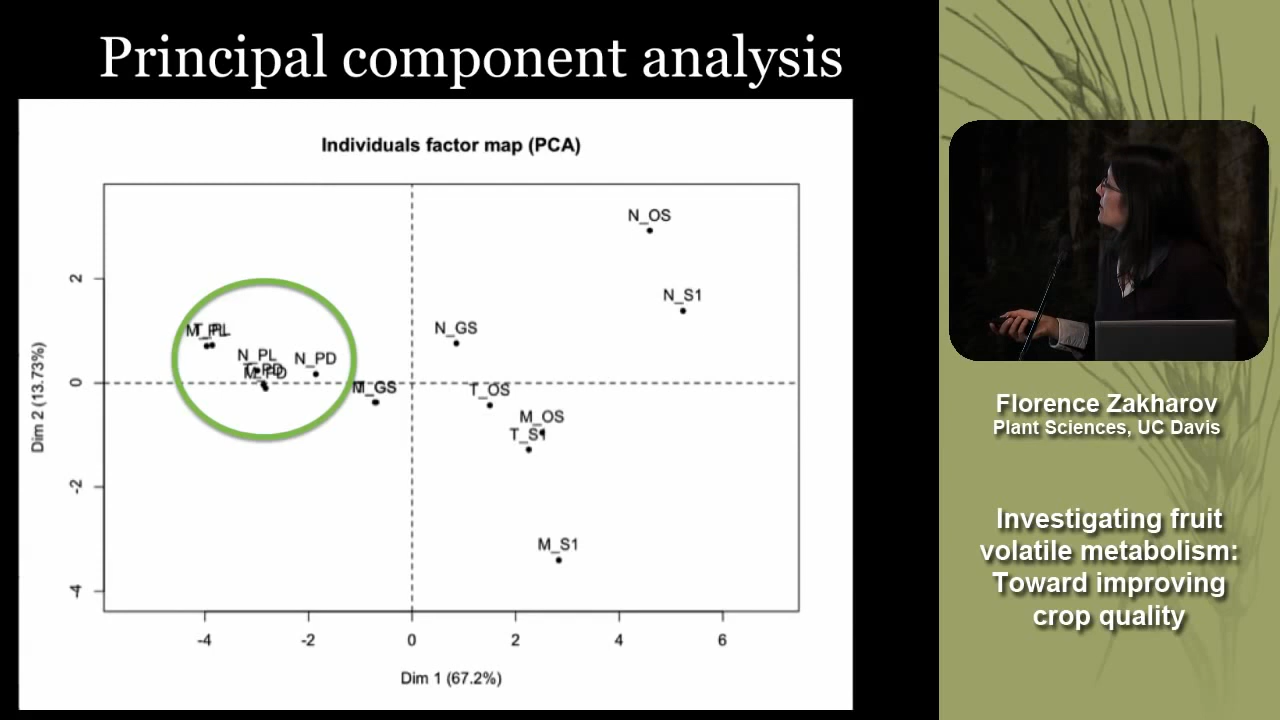 Principal component analysis
Individuals factor map (PCA)
N_OS
N_S1
N_GS
N_PL
N_PD
M_GS
T_OS
M_OS
T_S1
M_S1
2
0
-2
-4
Dim 2 (13.73%)
-4
-2
0
2
4
6
Dim 1 (67.2%)
Florence Zakharov
Plant Sciences, UC Davis
Investigating fruit
volatile metabolism:
Toward improving
crop quality